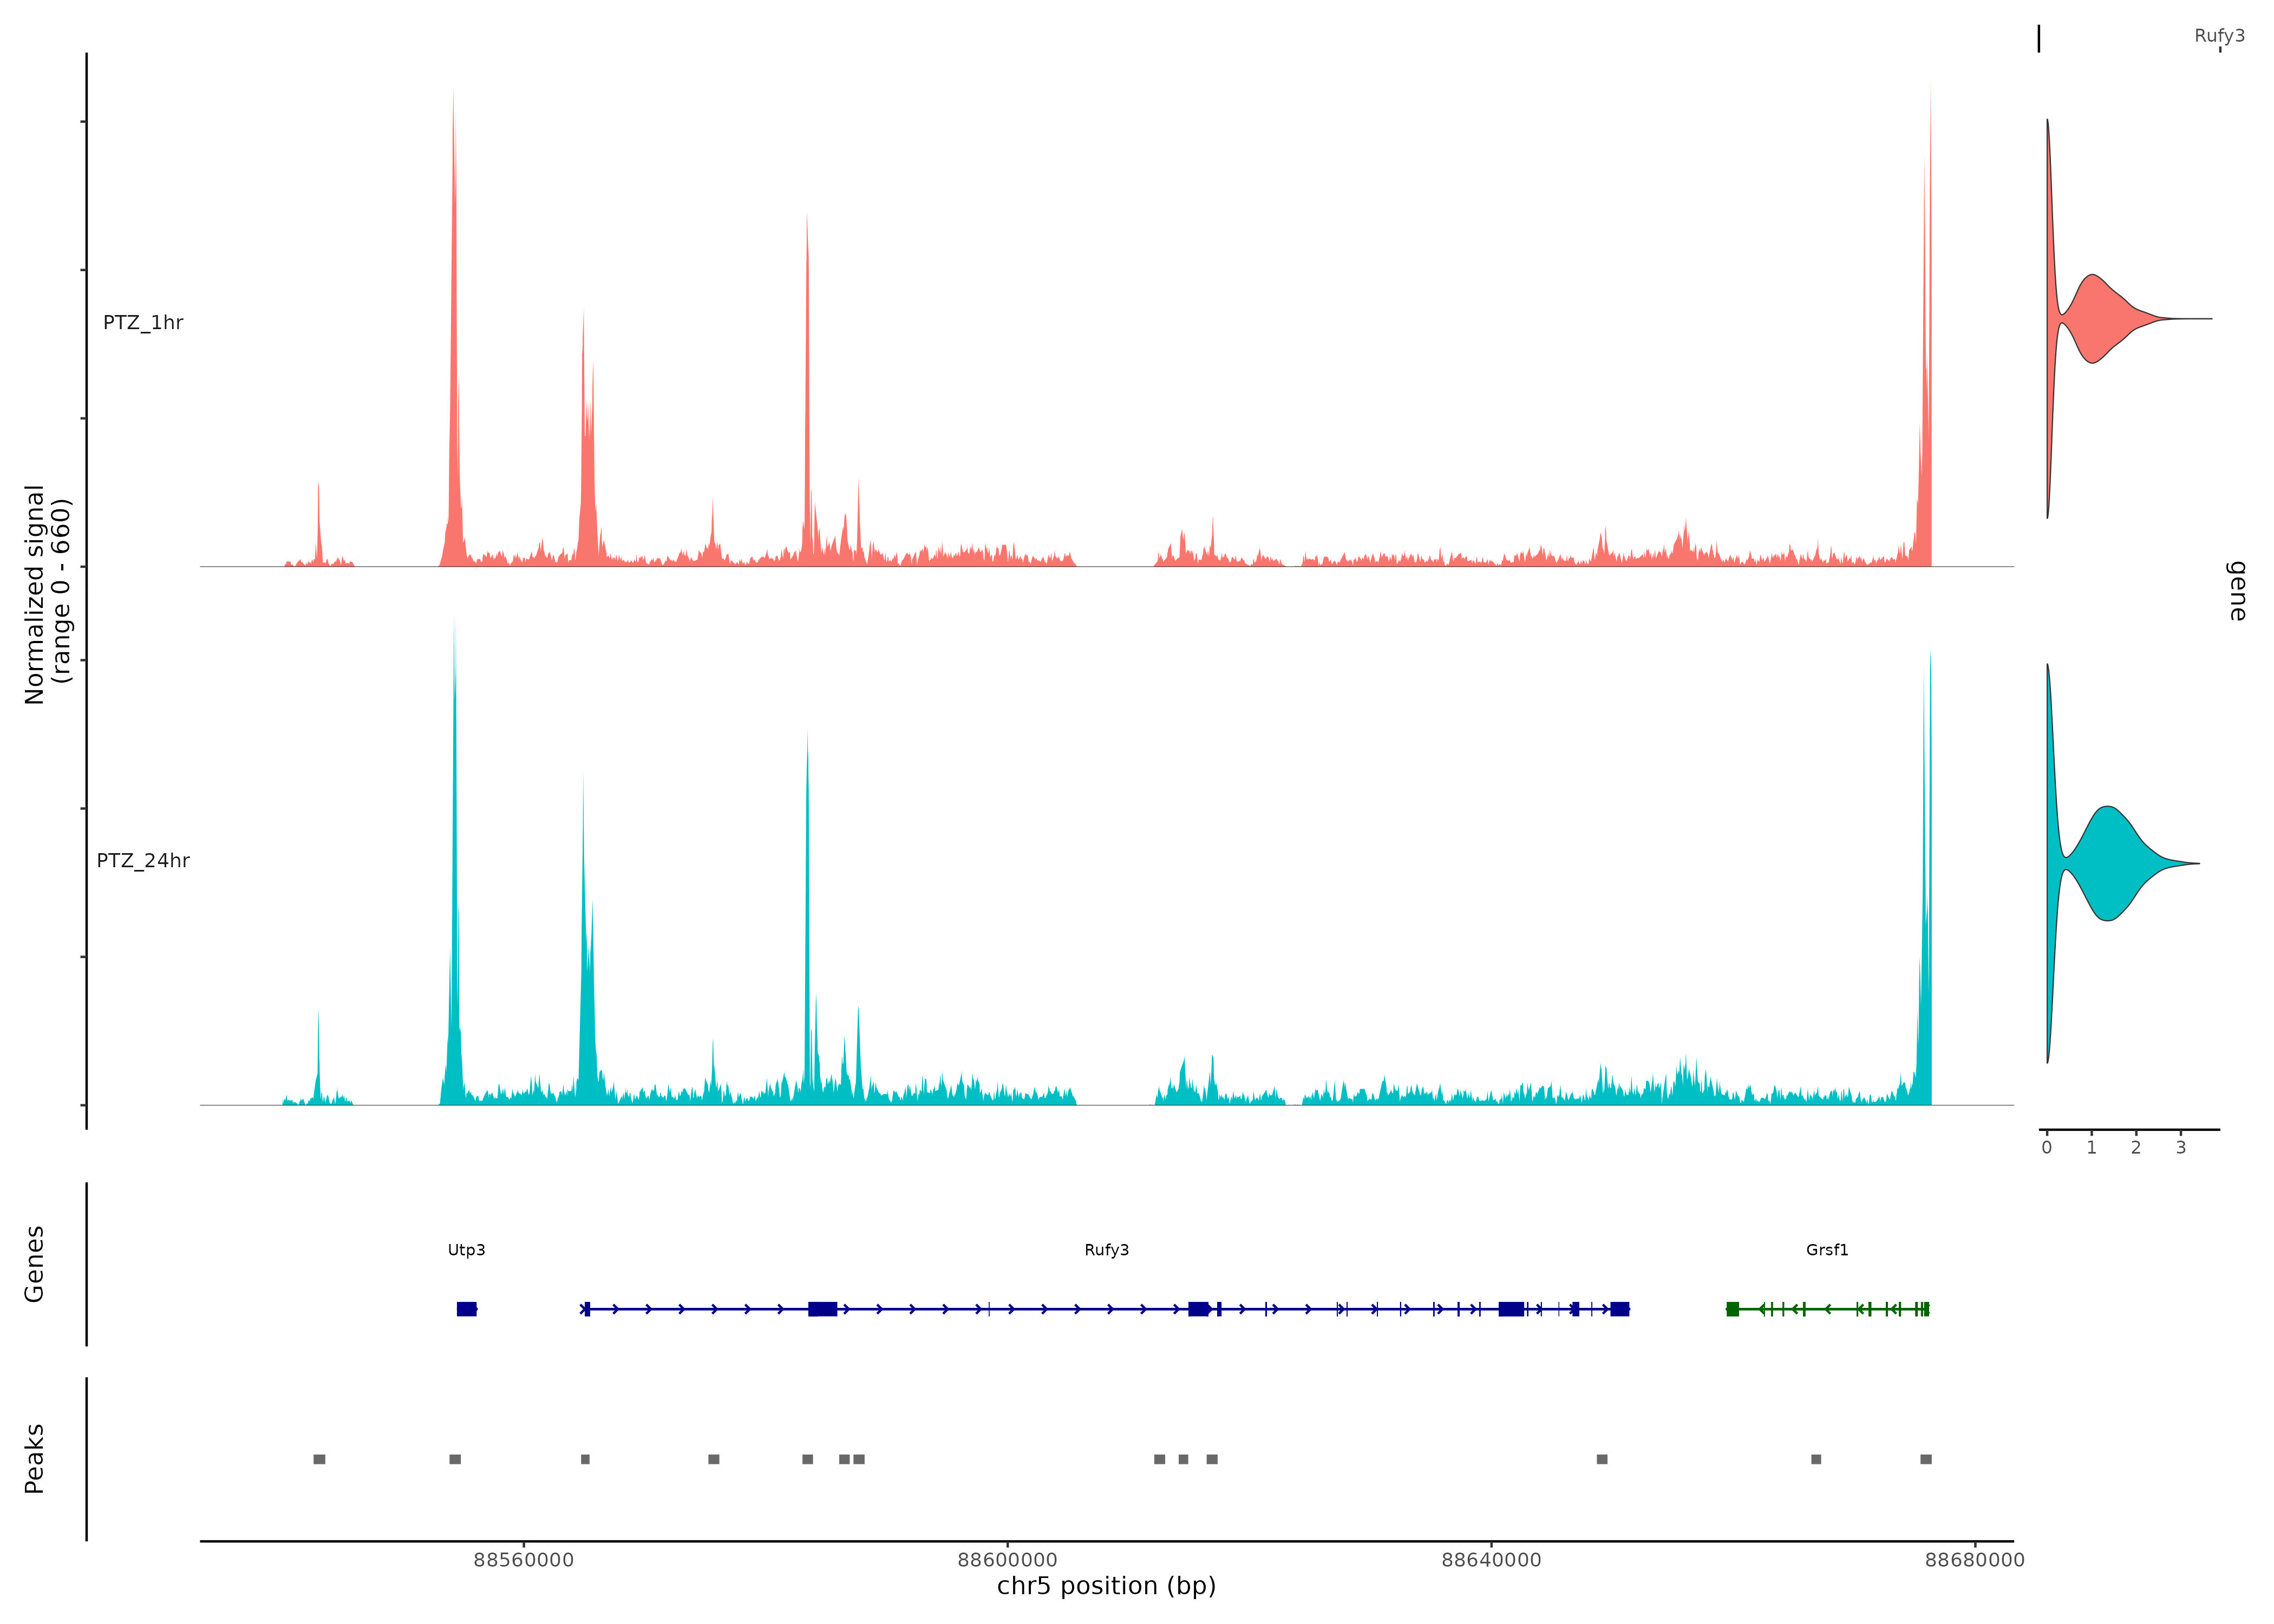 Rufy3
Normalized signal
(range 0 - 660)
PTZ_1hr
PTZ_24hr
gene
0 1 2 3
Genes
Utp3 Rufy3 Grsf1
Peaks
88560000 88600000 88640000 88680000
chr5 position (bp)